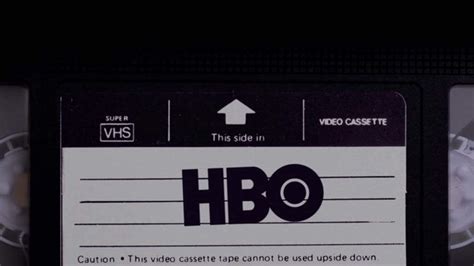 SUPER
VHS
This side in
VIDEO CASSETTE
HBO
Caution • This video cassette tape cannot be used upside down.